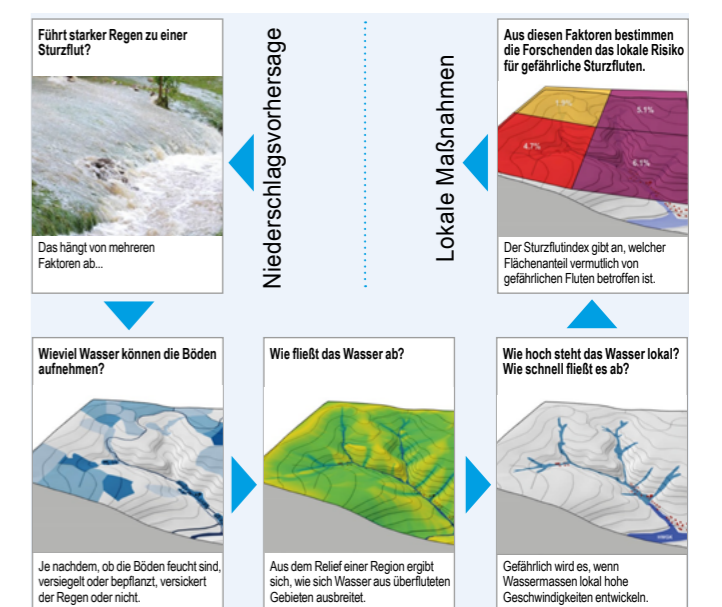 Führt starker Regen zu einer
Sturzflut?
Das hängt von mehreren
Faktoren ab...
Niederschlagsvorhersage
Lokale Maßnahmen
Aus diesen Faktoren bestimmen
die Forschenden das lokale Risiko
für gefährliche Sturzfluten.
5.1%
4.7%
6.1%
Der Sturzflutindex gibt an, welcher
Flächenanteil vermutlich von
gefährlichen Fluten betroffen ist.
Wieviel Wasser können die Böden
aufnehmen?
Je nachdem, ob die Böden feucht sind,
versiegelt oder bepflanzt, versickert
der Regen oder nicht.
Wie fließt das Wasser ab?
Aus dem Relief einer Region ergibt
sich, wie sich Wasser aus überfluteten
Gebieten ausbreitet.
Wie hoch steht das Wasser lokal?
Wie schnell fließt es ab?
Gefährlich wird es, wenn
Wassermassen lokal hohe
Geschwindigkeiten entwickeln.